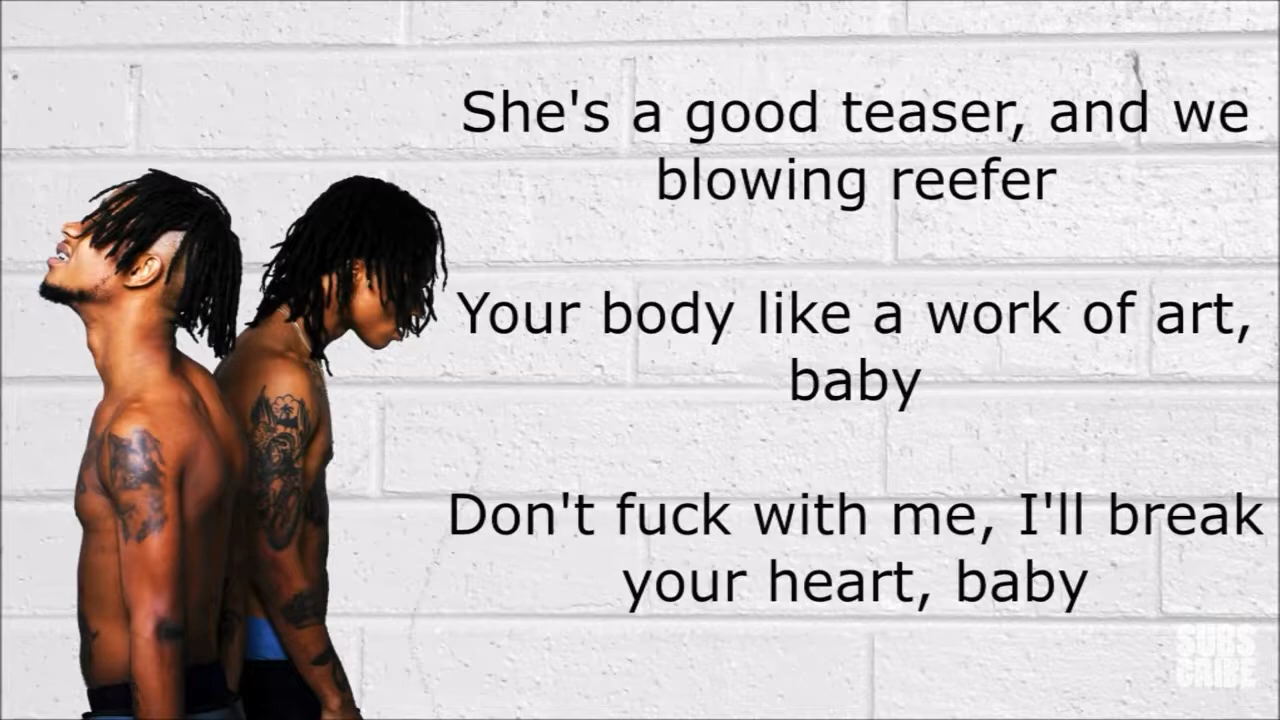 She's a good teaser, and we
blowing reefer
Your body like a work of art,
baby
Don't fuck with me, I'll break
your heart, baby
SUBS
CRIBE